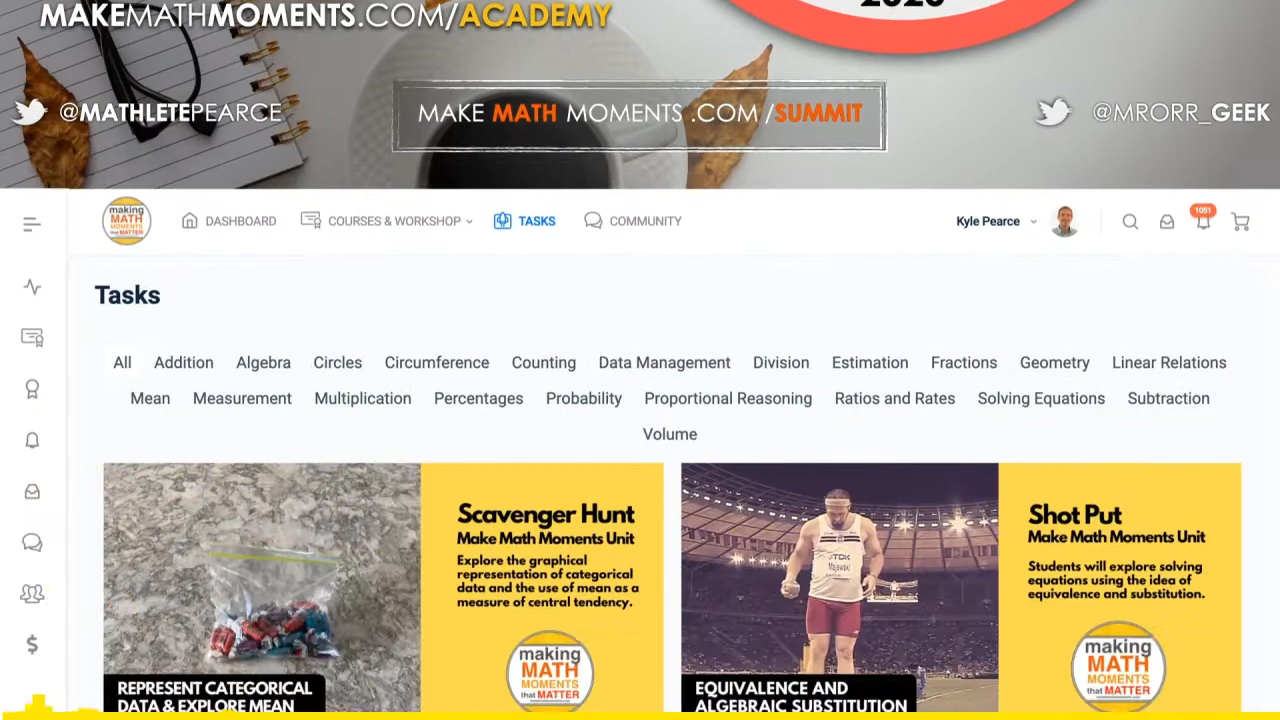 MAKEMATHMOMENTS.COM/ACADEMY
2020
@MATHLETEPEARCE
MAKE MATH MOMENTS .COM /SUMMIT
@MRORR_GEEK
making
MATH
MOMENTS
that MATTER
DASHBOARD
COURSES & WORKSHOP
TASKS
COMMUNITY
Kyle Pearce
1051
Tasks
All Addition Algebra Circles Circumference Counting Data Management Division Estimation Fractions Geometry Linear Relations
Mean Measurement Multiplication Percentages Probability Proportional Reasoning Ratios and Rates Solving Equations Subtraction
Volume
Scavenger Hunt
Make Math Moments Unit
Explore the graphical
representation of categorical
data and the use of mean as a
measure of central tendency.
making
MATH
MOMENTS
that MATTER
REPRESENT CATEGORICAL
DATA & EXPLORE MEAN
TDK
Majewski
Shot Put
Make Math Moments Unit
Students will explore solving
equations using the idea of
equivalence and substitution.
making
MATH
MOMENTS
that MATTER
EQUIVALENCE AND
ALGEBRAIC SUBSTITUTION